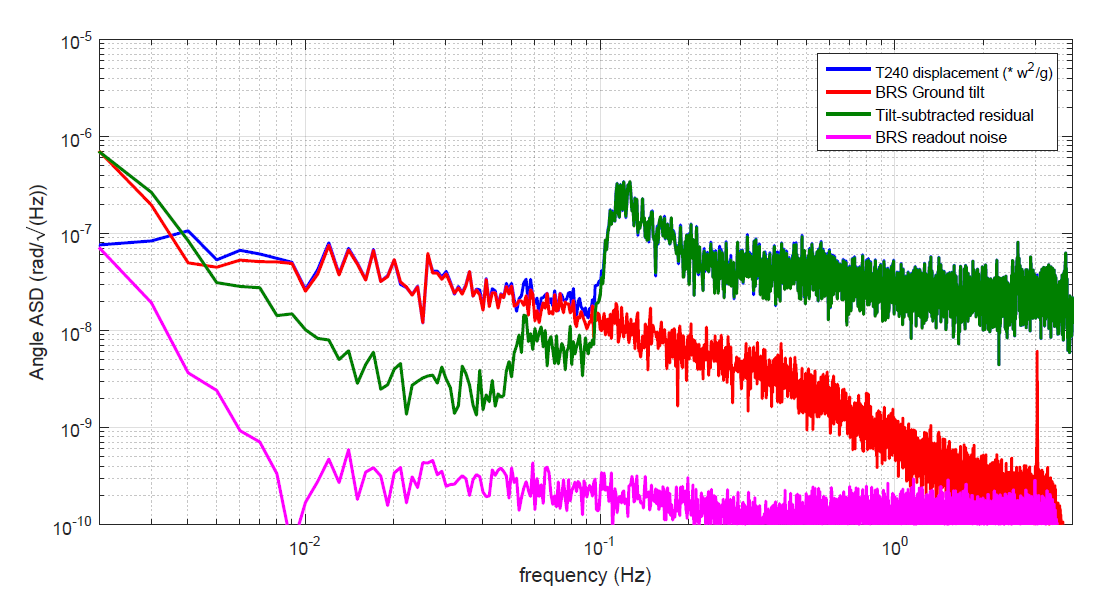 10^-5
10^-6
10^-7
10^-8
10^-9
10^-10
Angle ASD (rad/√(Hz))
T240 displacement (* w^2/g)
BRS Ground tilt
Tilt-subtracted residual
BRS readout noise
10^-2
10^-1
10^0
frequency (Hz)